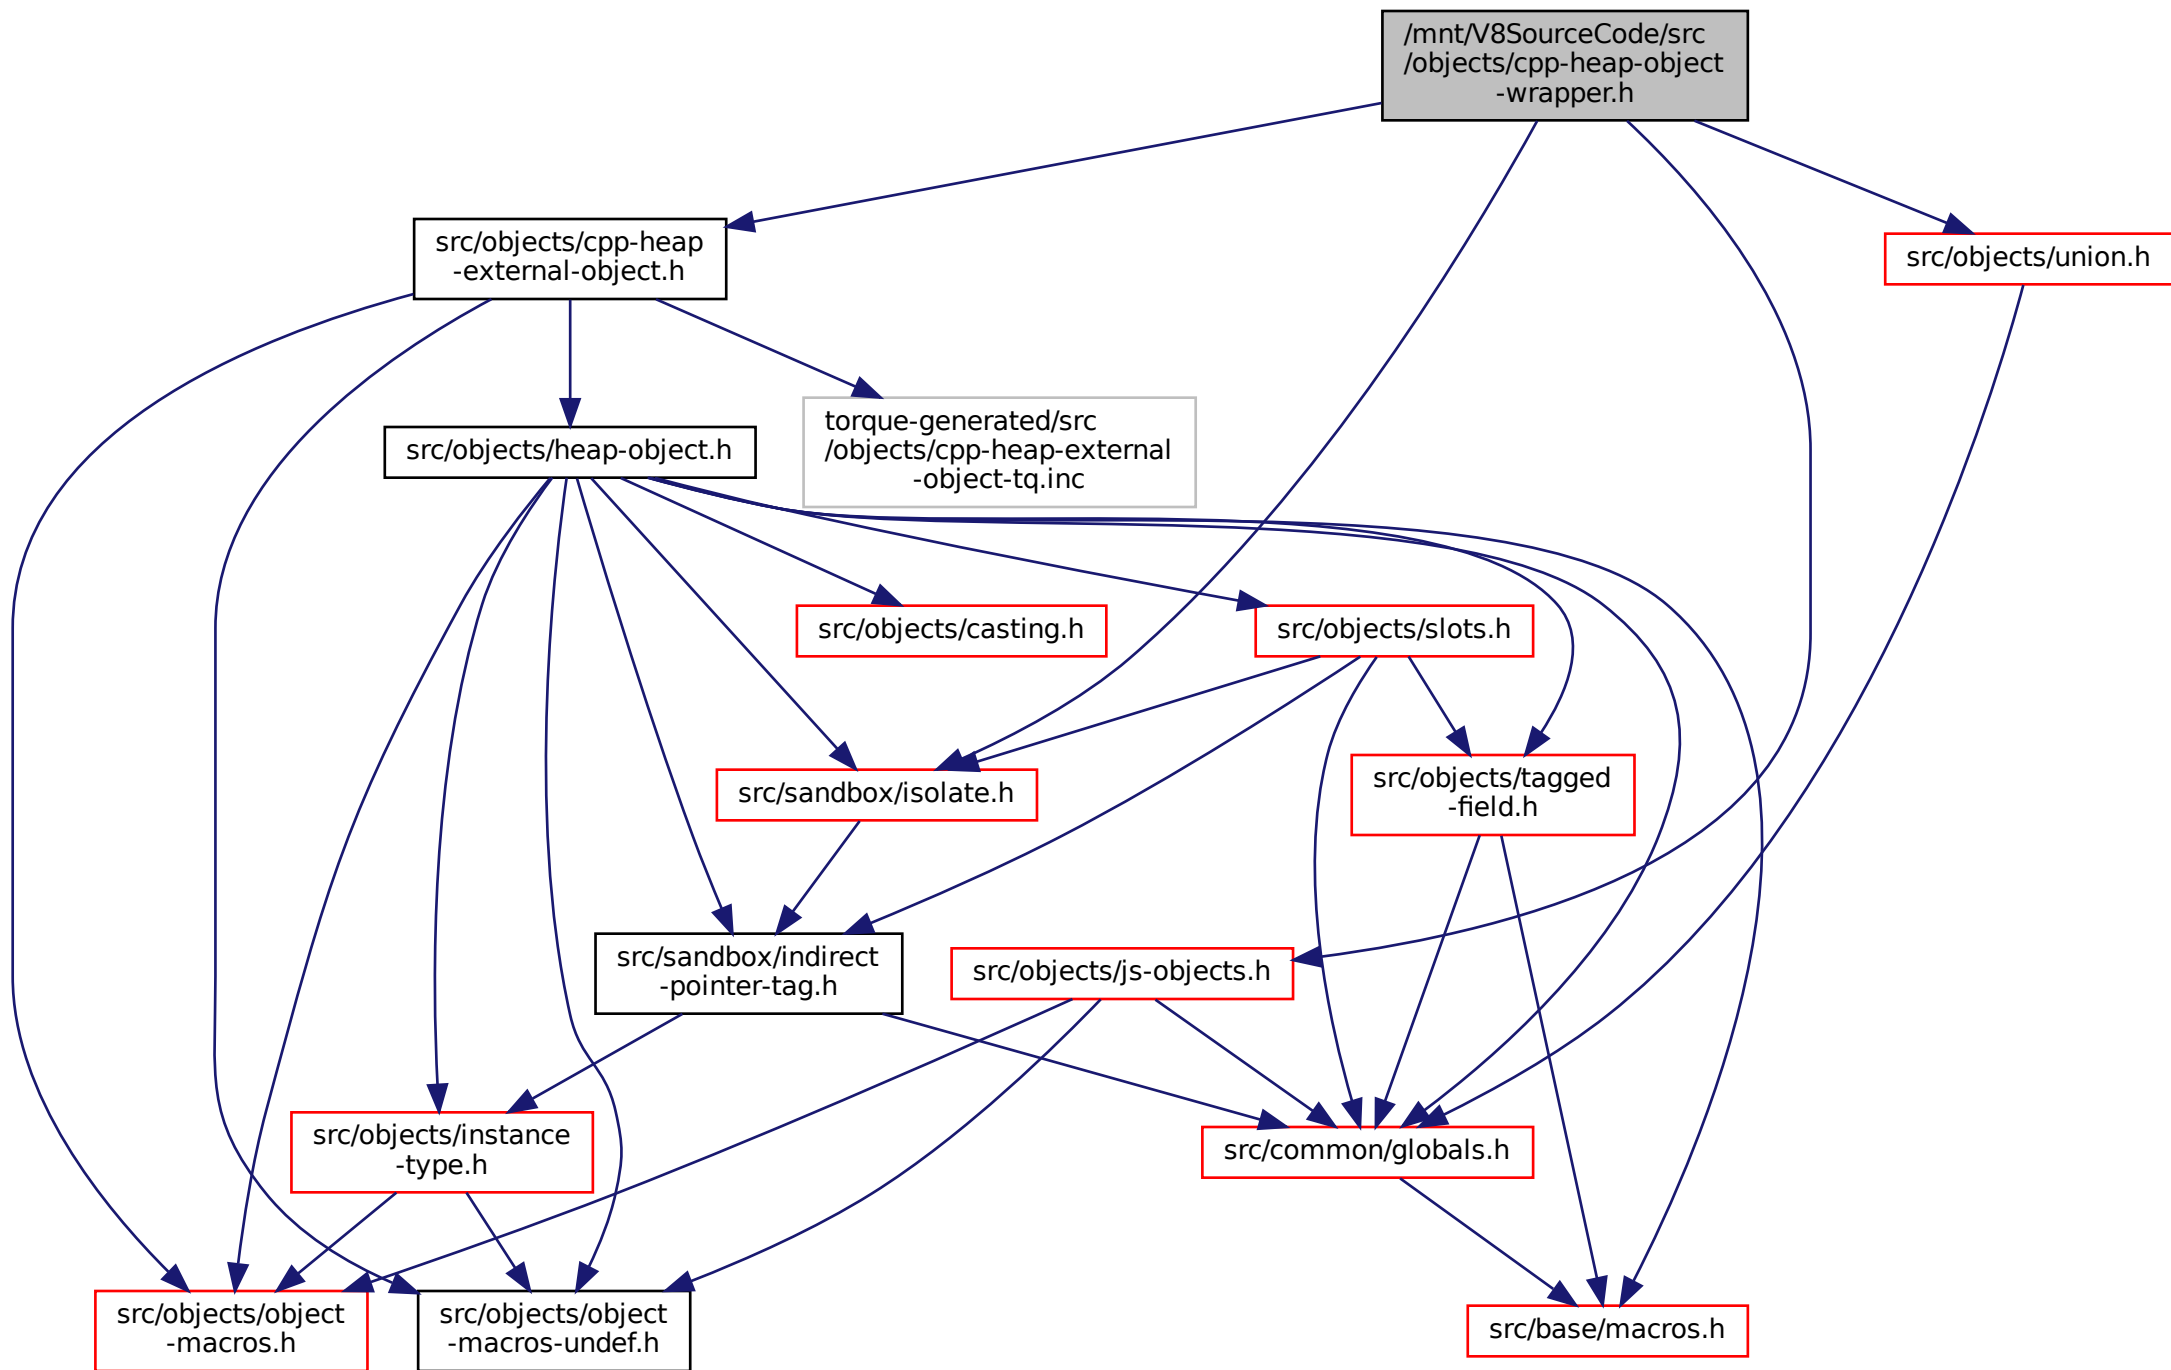 /mnt/V8SourceCode/src
/objects/cpp-heap-object
-wrapper.h
src/objects/cpp-heap
-external-object.h
src/objects/union.h
src/objects/heap-object.h
torque-generated/src
/objects/cpp-heap-external
-object-tq.inc
src/objects/casting.h
src/objects/slots.h
src/sandbox/isolate.h
src/objects/tagged
-field.h
src/sandbox/indirect
-pointer-tag.h
src/objects/js-objects.h
src/objects/instance
-type.h
src/common/globals.h
src/objects/object
-macros.h
src/objects/object
-macros-undef.h
src/base/macros.h